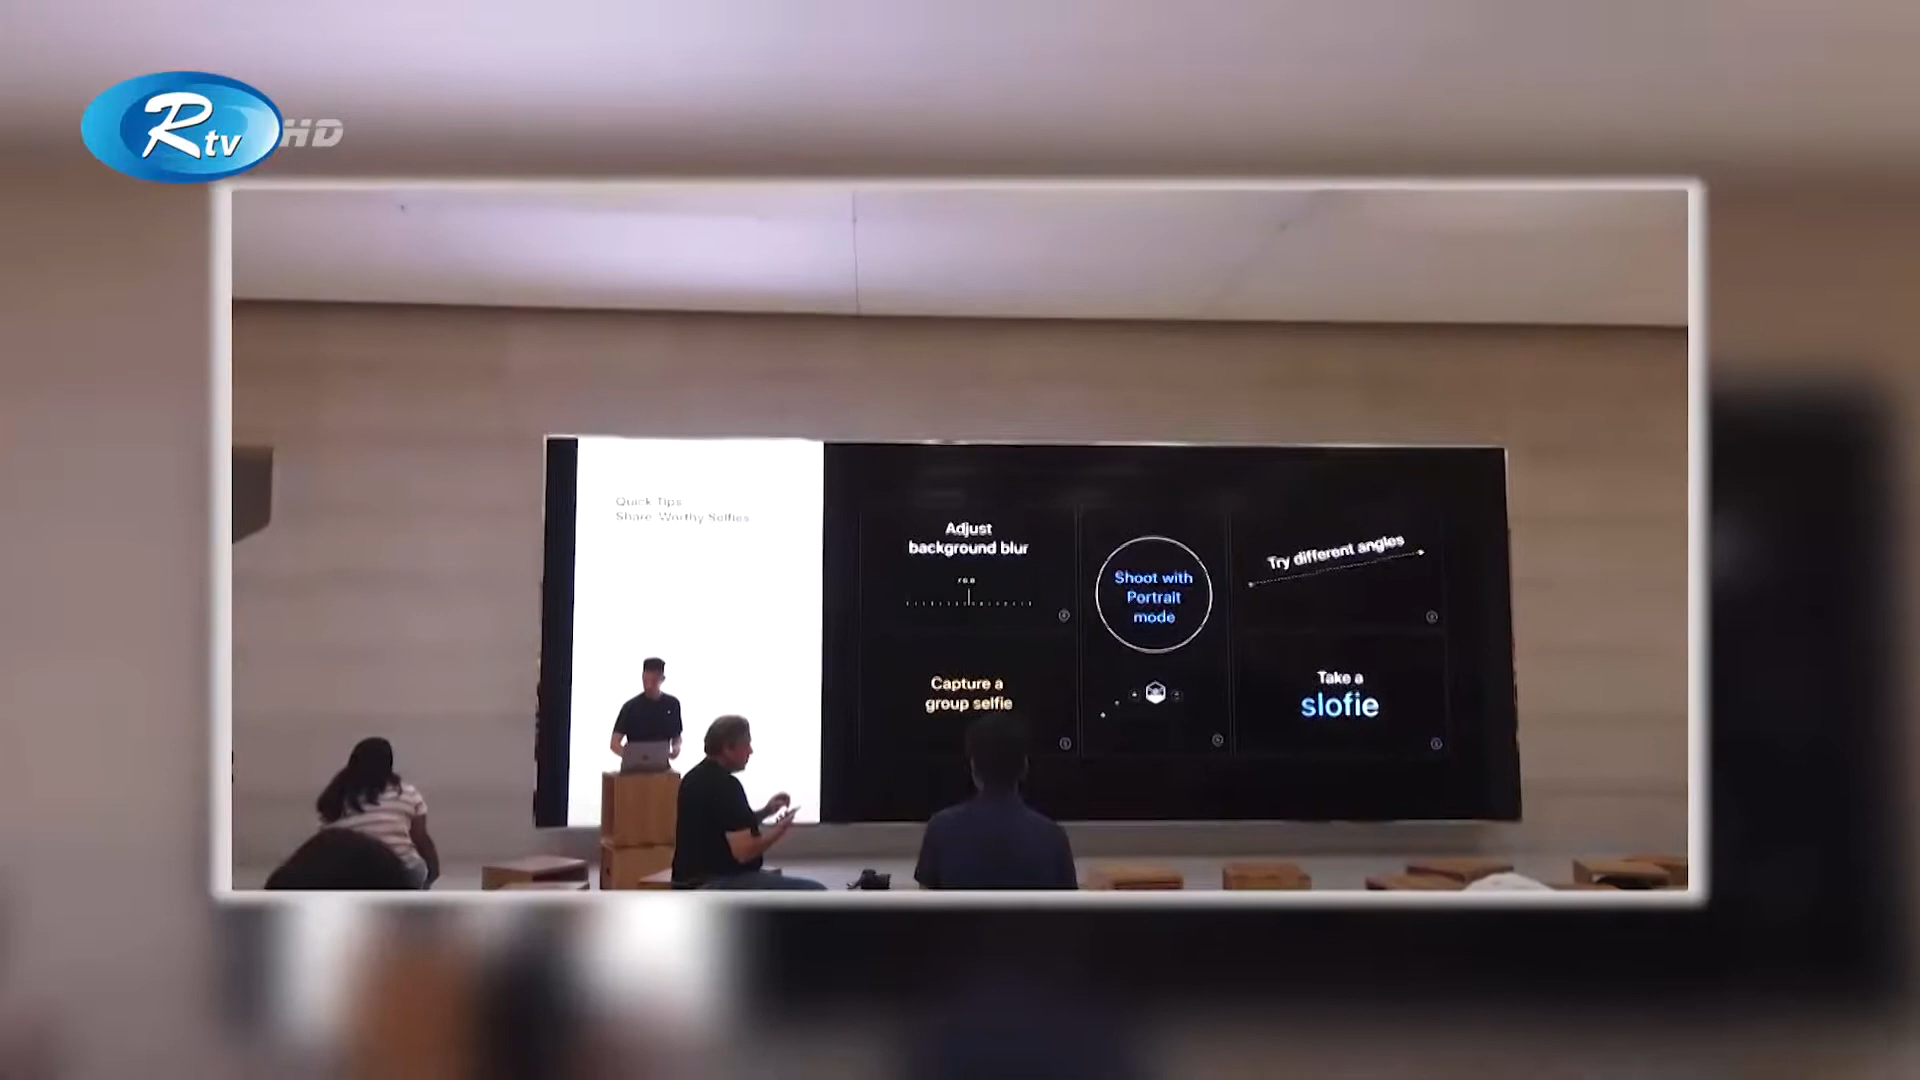 Rtv HD
Quick Tips
Share-Worthy Selfies
Adjust
background blur
Shoot with
Portrait
mode
Try different angles
Capture a
group selfie
Take a
slofie